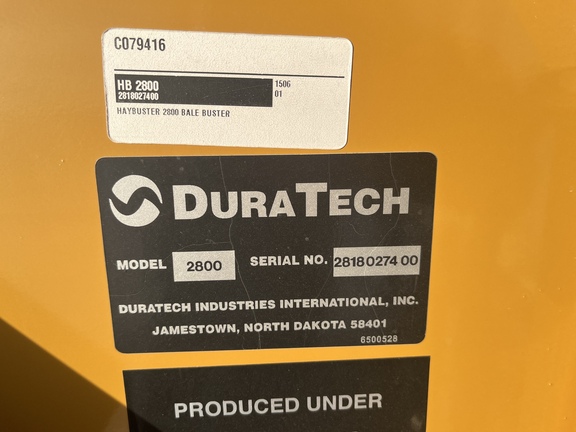 C079416
HB 2800
2818027400
1506
01
HAYBUSTER 2800 BALE BUSTER
DURATECH
MODEL 2800 SERIAL NO. 2818027400
DURATECH INDUSTRIES INTERNATIONAL, INC.
JAMESTOWN, NORTH DAKOTA 58401
6500528
PRODUCED UNDER